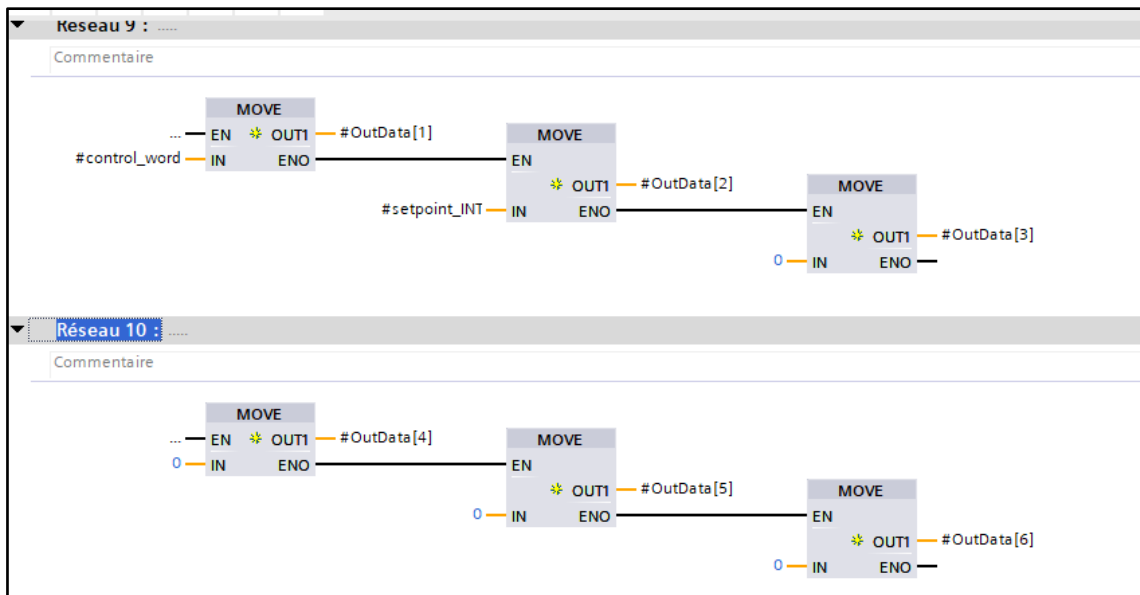 Réseau 9 : .....
Commentaire
MOVE
... EN OUT1 #OutData[1]
#control_word IN ENO
MOVE
EN
OUT1 #OutData[2]
#setpoint_INT IN ENO
MOVE
EN
OUT1 #OutData[3]
0 IN ENO
Réseau 10 : .....
Commentaire
MOVE
... EN OUT1 #OutData[4]
0 IN ENO
MOVE
EN
OUT1 #OutData[5]
0 IN ENO
MOVE
EN
OUT1 #OutData[6]
0 IN ENO